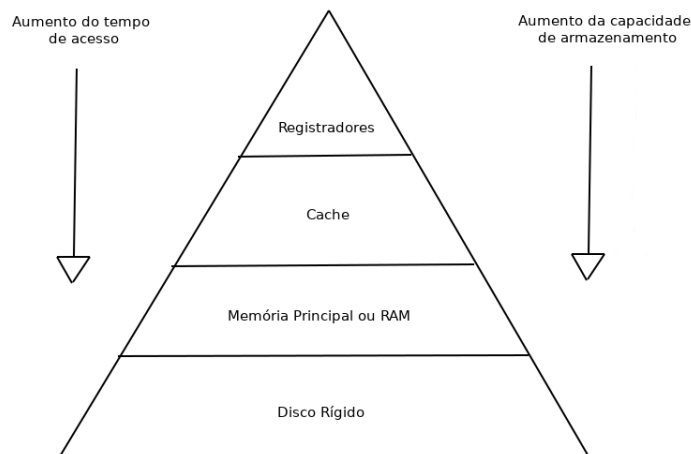 Aumento do tempo
de acesso
Aumento da capacidade
de armazenamento
Registradores
Cache
Memória Principal ou RAM
Disco Rígido